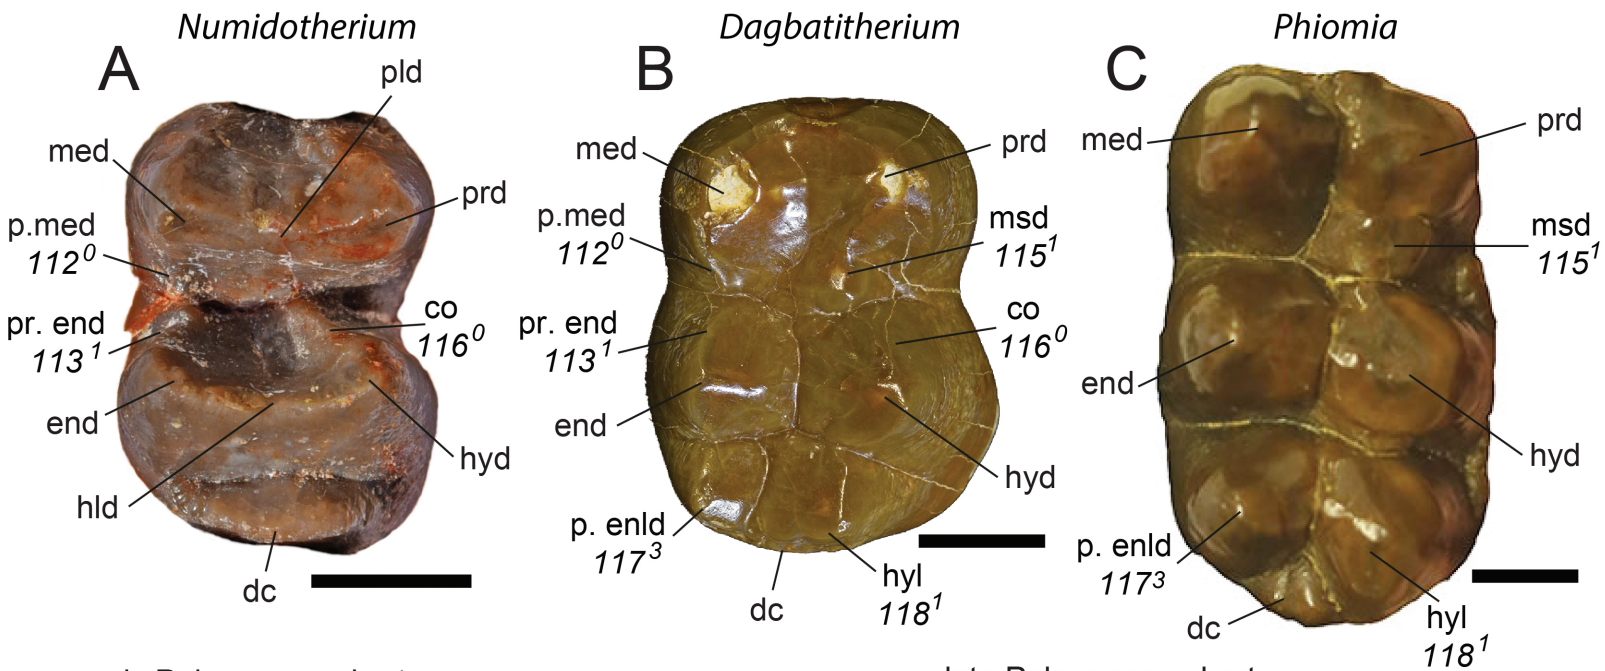 Numidotherium
Dagbatitherium
Phiomia
A
B
C
pld
med
prd
p.med
112⁰
pr. end
113¹
co
116⁰
end
hyd
hld
dc
med
prd
p.med
112⁰
msd
115¹
pr. end
113¹
co
116⁰
end
hyd
p. enld
117³
hyl
118¹
dc
med
prd
msd
115¹
end
hyd
p. enld
117³
hyl
118¹
dc